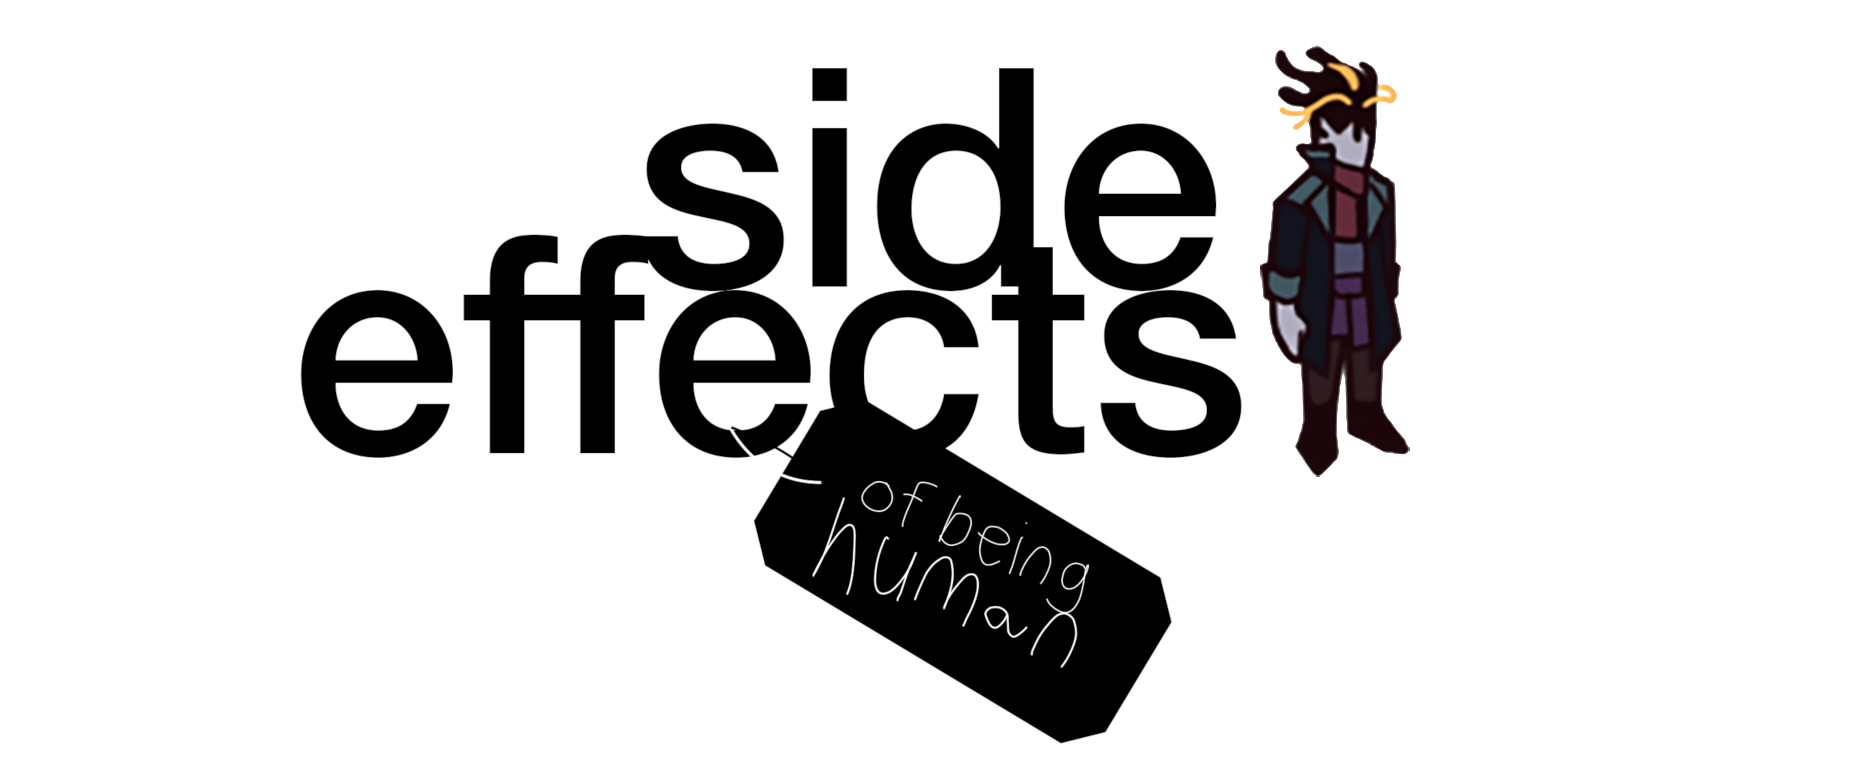 side
effects
of being
human